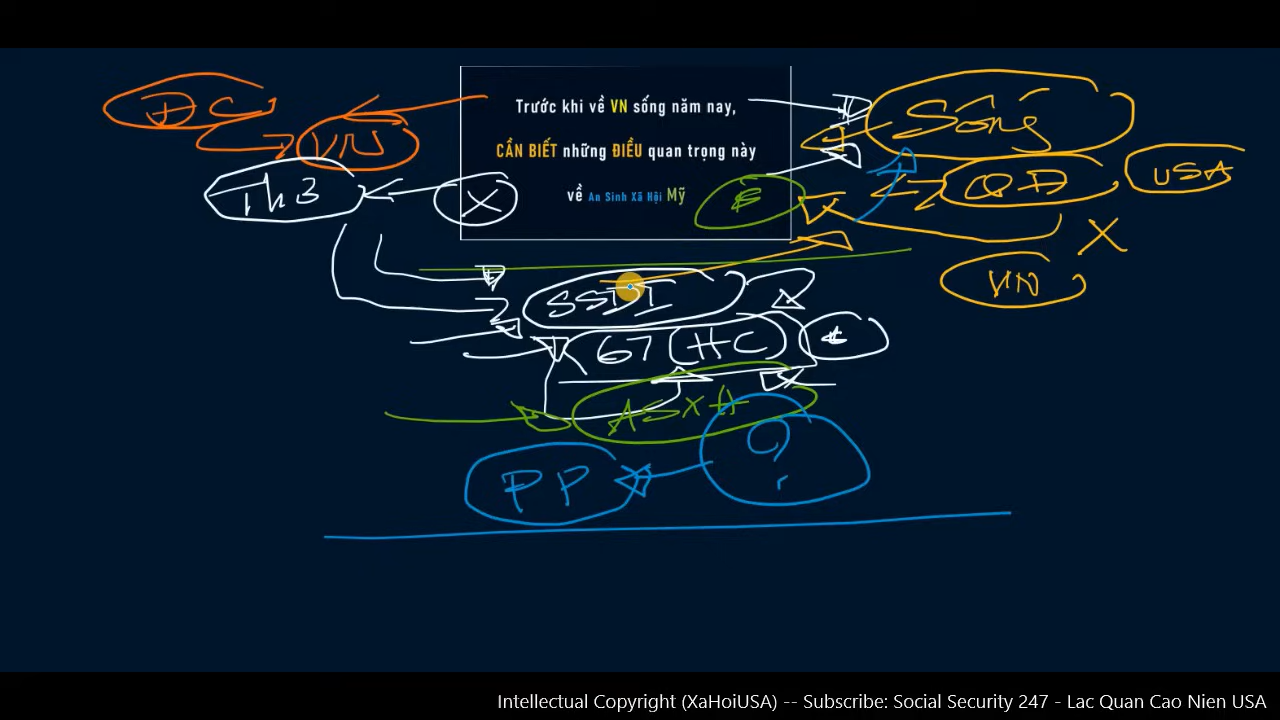 Trước khi về VN sống năm nay,
CẦN BIẾT những ĐIỀU quan trọng này
về An Sinh Xã Hội Mỹ
ĐC
VN
Th3
X
Sống
QĐ
USA
X
VN
SSDI
67 (HC)
ASXH
PP
?
Intellectual Copyright (XaHoiUSA) -- Subscribe: Social Security 247 - Lac Quan Cao Nien USA